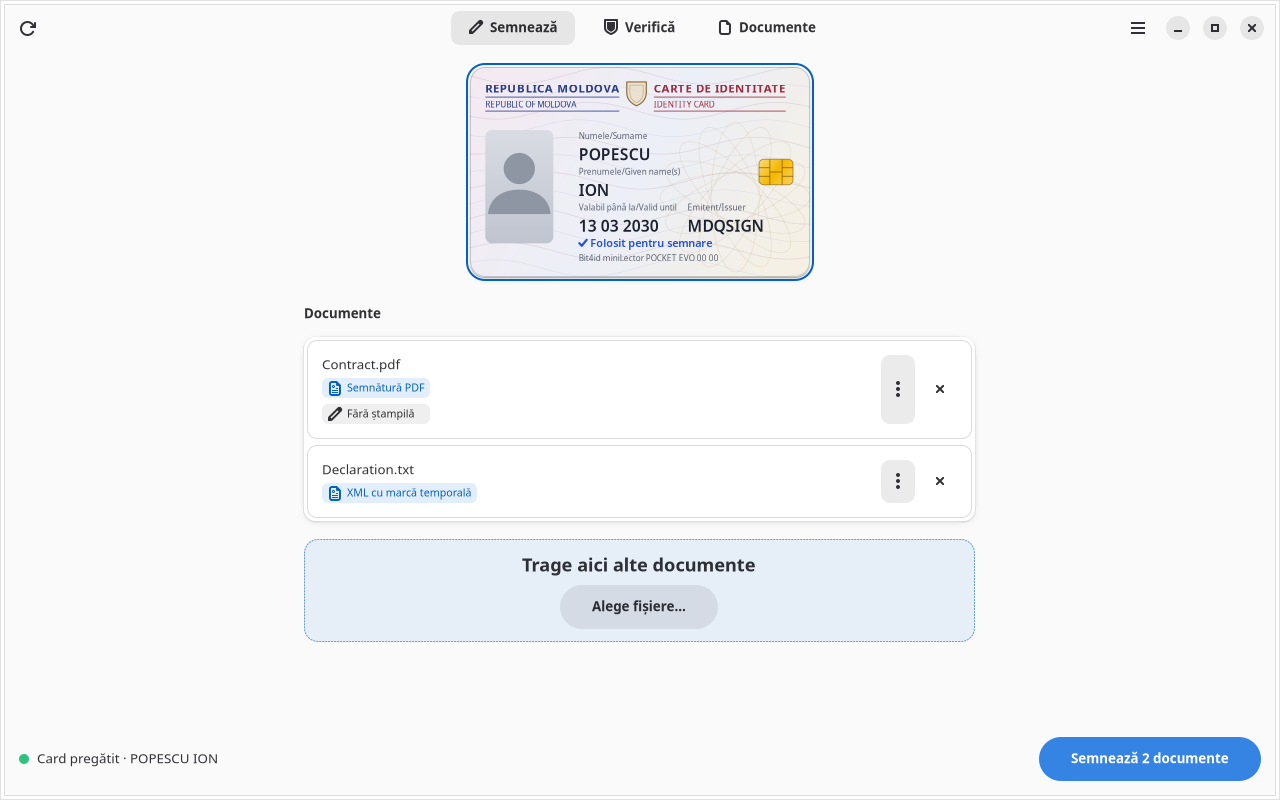 Semnează
Verifică
Documente
REPUBLICA MOLDOVA
REPUBLIC OF MOLDOVA
CARTE DE IDENTITATE
IDENTITY CARD
Numele/Surname
POPESCU
Prenumele/Given name(s)
ION
Valabil până la/Valid until Emitent/Issuer
13 03 2030 MDQSIGN
Folosit pentru semnare
Bit4id miniLector POCKET EVO 00 00
Documente
Contract.pdf
Semnătură PDF
Fără ștampilă
Declaration.txt
XML cu marcă temporală
Trage aici alte documente
Alege fișiere...
Card pregătit · POPESCU ION
Semnează 2 documente